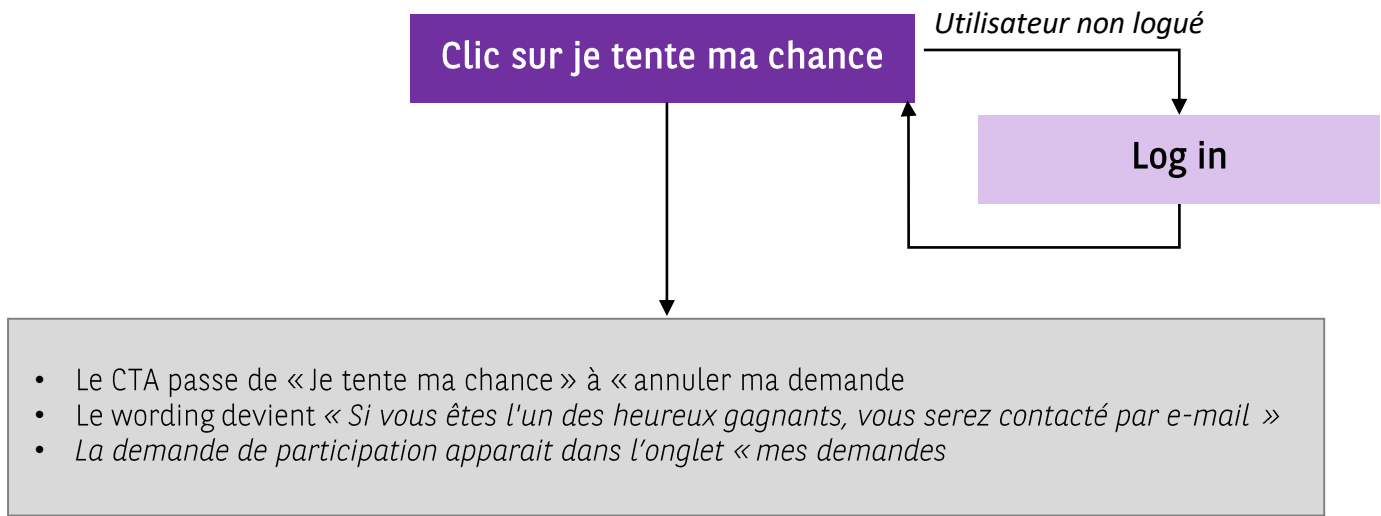 Utilisateur non logué
Clic sur je tente ma chance
Log in
• Le CTA passe de « Je tente ma chance » à « annuler ma demande
• Le wording devient « Si vous êtes l'un des heureux gagnants, vous serez contacté par e-mail »
• La demande de participation apparait dans l’onglet « mes demandes